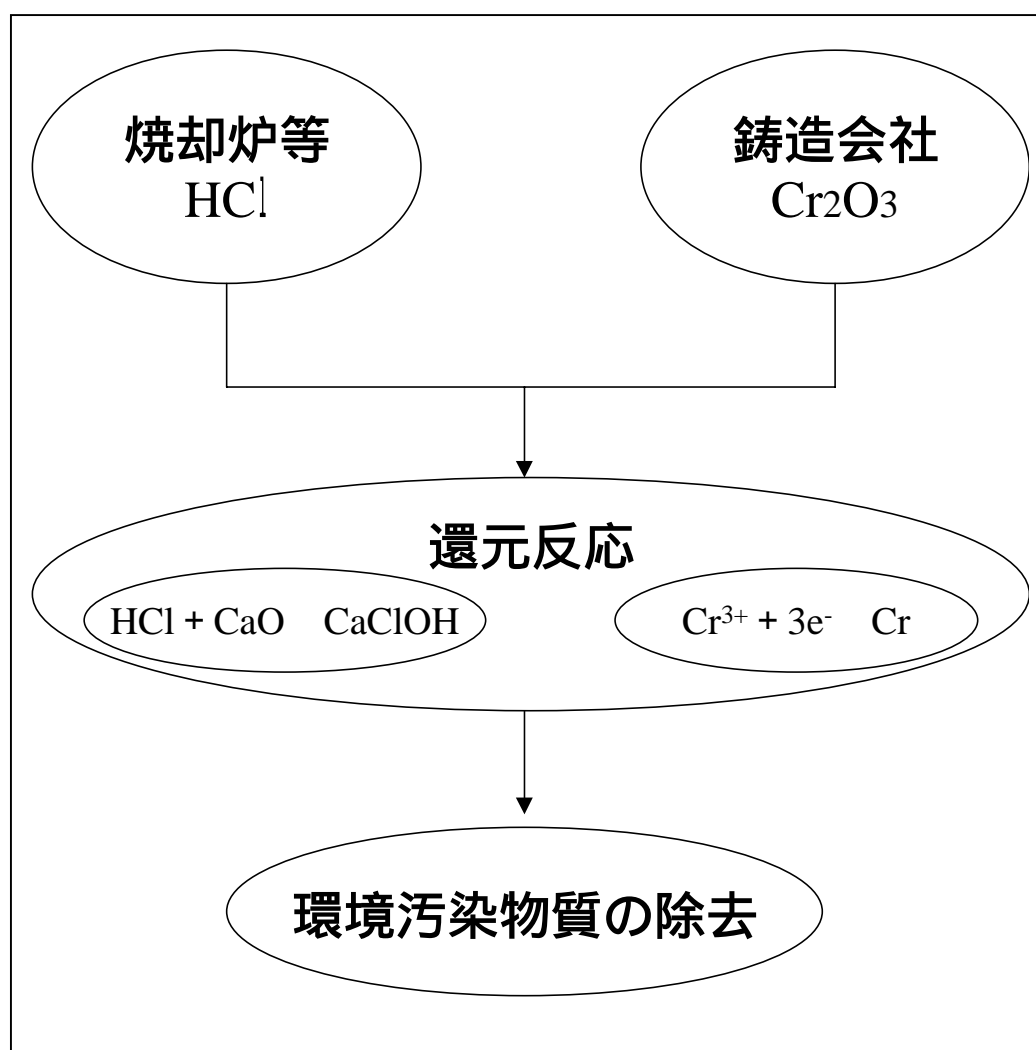 焼却炉等
HCl
鋳造会社
Cr2O3
還元反応
HCl + CaO CaClOH
Cr³⁺ + 3e⁻ Cr
環境汚染物質の除去